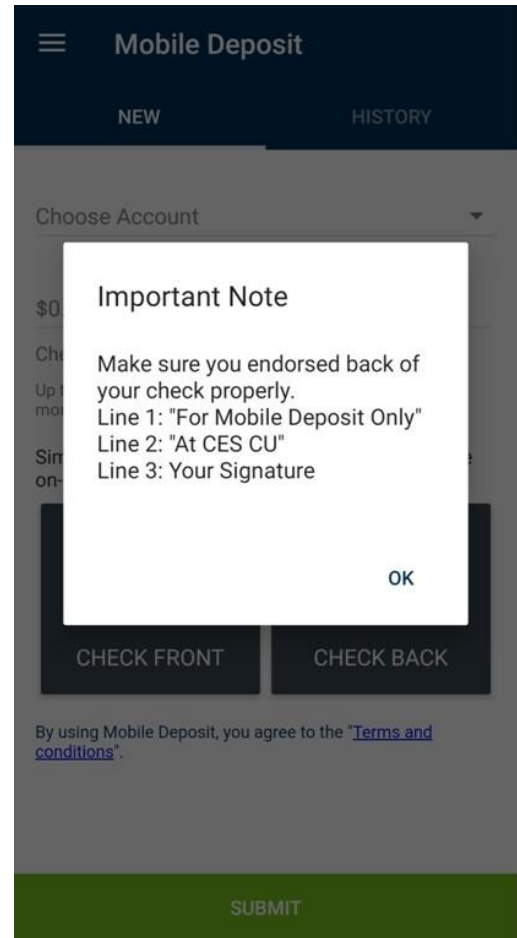 Mobile Deposit
NEW
HISTORY
Choose Account
$0.
Important Note
Make sure you endorsed back of
your check properly.
Line 1: "For Mobile Deposit Only"
Line 2: "At CES CU"
Line 3: Your Signature
OK
CHECK FRONT
CHECK BACK
By using Mobile Deposit, you agree to the "Terms and
conditions".
SUBMIT